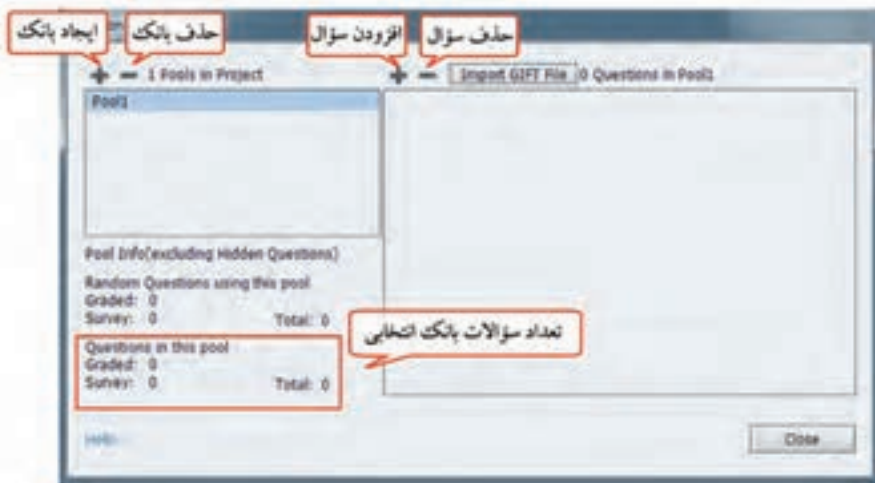 ایجاد بانک
حذف بانک
افزودن سؤال
حذف سؤال
1 Pools in Project
Import GIFT File
0 Questions in Pool1
Pool1
Pool Info(excluding Hidden Questions)
Random Questions using this pool
Graded: 0
Survey: 0 Total: 0
تعداد سؤالات بانک انتخابی
Questions in this pool
Graded: 0
Survey: 0 Total: 0
Help...
Close